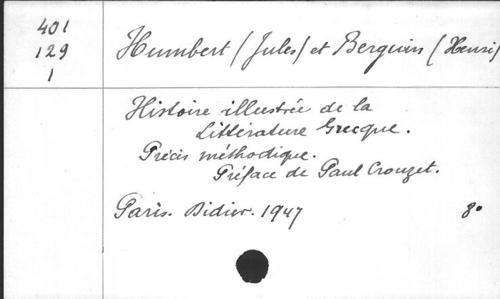 401
129
1
Humbert (Jules) et Berguin (Henri)
Histoire illustrée de la
Littérature Grecque.
Précis méthodique.
Préface de Paul Crouzet.
Paris. Didier. 1947 8°